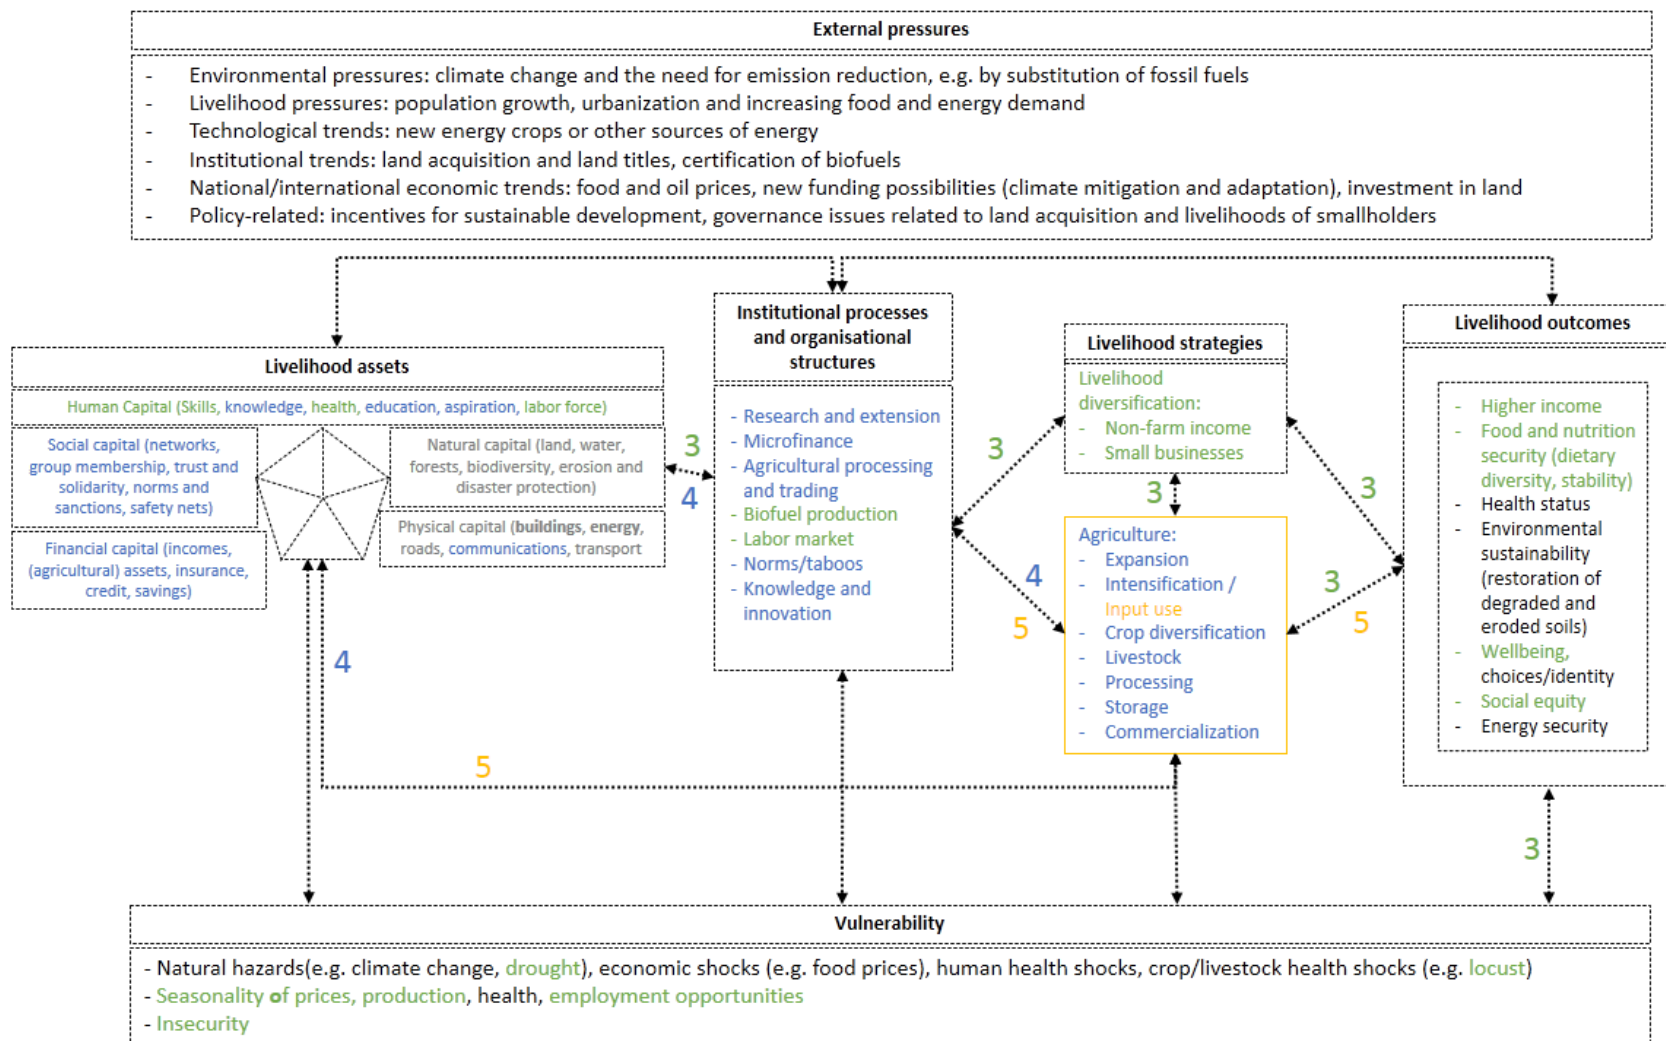 External pressures
- Environmental pressures: climate change and the need for emission reduction, e.g. by substitution of fossil fuels
- Livelihood pressures: population growth, urbanization and increasing food and energy demand
- Technological trends: new energy crops or other sources of energy
- Institutional trends: land acquisition and land titles, certification of biofuels
- National/international economic trends: food and oil prices, new funding possibilities (climate mitigation and adaptation), investment in land
- Policy-related: incentives for sustainable development, governance issues related to land acquisition and livelihoods of smallholders
Livelihood assets
Human Capital (Skills, knowledge, health, education, aspiration, labor force)
Social capital (networks,
group membership, trust and
solidarity, norms and
sanctions, safety nets)
Natural capital (land, water,
forests, biodiversity, erosion and
disaster protection)
Financial capital (incomes,
(agricultural) assets, insurance,
credit, savings)
Physical capital (buildings, energy,
roads, communications, transport
3
4
4
5
Institutional processes
and organisational
structures
- Research and extension
- Microfinance
- Agricultural processing
and trading
- Biofuel production
- Labor market
- Norms/taboos
- Knowledge and
innovation
3
4
5
Livelihood strategies
Livelihood
diversification:
- Non-farm income
- Small businesses
3
Agriculture:
- Expansion
- Intensification /
Input use
- Crop diversification
- Livestock
- Processing
- Storage
- Commercialization
3
3
5
Livelihood outcomes
- Higher income
- Food and nutrition
security (dietary
diversity, stability)
- Health status
- Environmental
sustainability
(restoration of
degraded and
eroded soils)
- Wellbeing,
choices/identity
- Social equity
- Energy security
3
Vulnerability
- Natural hazards(e.g. climate change, drought), economic shocks (e.g. food prices), human health shocks, crop/livestock health shocks (e.g. locust)
- Seasonality of prices, production, health, employment opportunities
- Insecurity